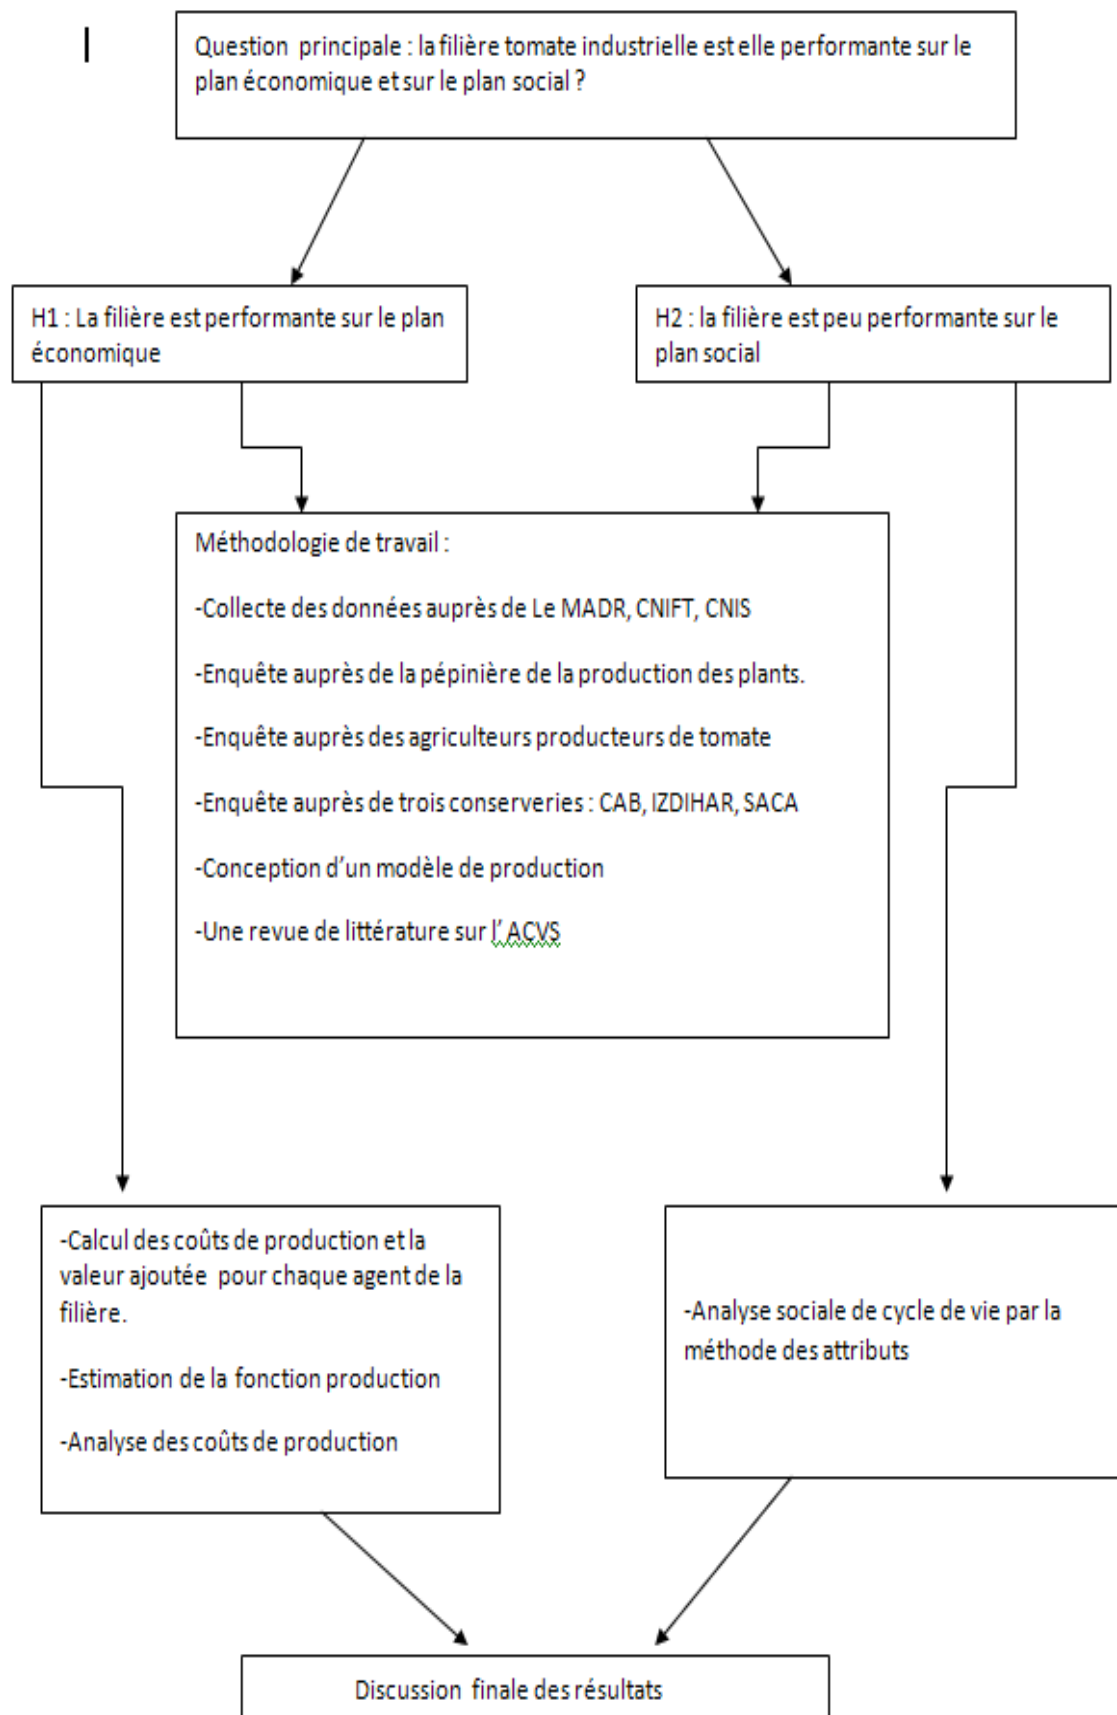 Question principale : la filière tomate industrielle est elle performante sur le
plan économique et sur le plan social ?
H1 : La filière est performante sur le plan
économique
H2 : la filière est peu performante sur le
plan social
Méthodologie de travail :
-Collecte des données auprès de Le MADR, CNIFT, CNIS
-Enquête auprès de la pépinière de la production des plants.
-Enquête auprès des agriculteurs producteurs de tomate
-Enquête auprès de trois conserveries : CAB, IZDIHAR, SACA
-Conception d'un modèle de production
-Une revue de littérature sur l' ACVS
-Calcul des coûts de production et la
valeur ajoutée pour chaque agent de la
filière.
-Estimation de la fonction production
-Analyse des coûts de production
-Analyse sociale de cycle de vie par la
méthode des attributs
Discussion finale des résultats